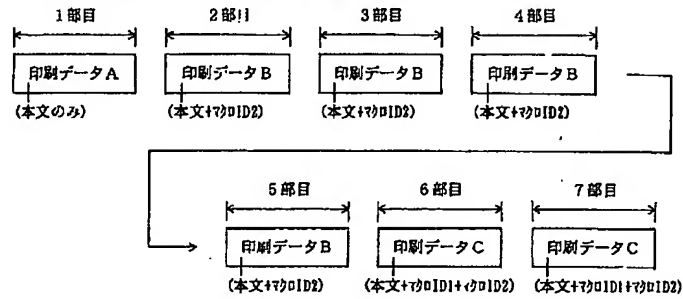 1部目 2部目 3部目 4部目
印刷データA 印刷データB 印刷データB 印刷データB
(本文のみ) (本文+マクロID2) (本文+マクロID2) (本文+マクロID2)
5部目 6部目 7部目
印刷データB 印刷データC 印刷データC
(本文+マクロID2) (本文+マクロID1+マクロID2) (本文+マクロID1+マクロID2)